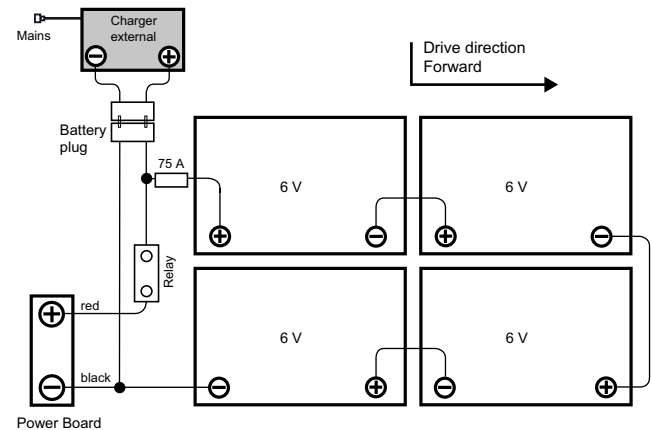 Charger
external
Mains
Drive direction
Forward
Battery
plug
75 A
6 V
6 V
Relay
6 V
6 V
red
black
Power Board